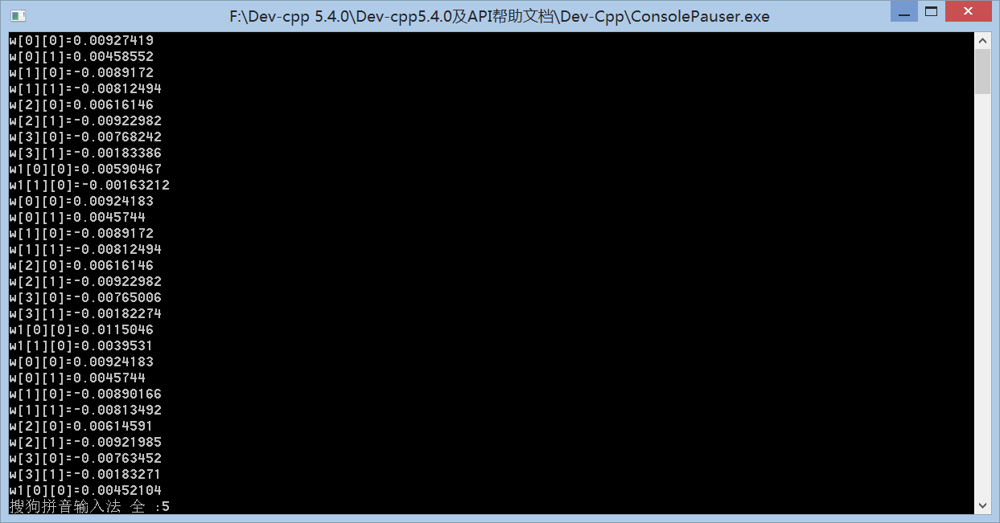 F:\Dev-cpp 5.4.0\Dev-cpp5.4.0及API帮助文档\Dev-Cpp\ConsolePauser.exe
w[0][0]=0.00927419
w[0][1]=0.00458552
w[1][0]=-0.0089172
w[1][1]=-0.00812494
w[2][0]=0.00616146
w[2][1]=-0.00922982
w[3][0]=-0.00768242
w[3][1]=-0.00183386
w1[0][0]=0.00590467
w1[1][0]=-0.00163212
w[0][0]=0.00924183
w[0][1]=0.0045744
w[1][0]=-0.0089172
w[1][1]=-0.00812494
w[2][0]=0.00616146
w[2][1]=-0.00922982
w[3][0]=-0.00765006
w[3][1]=-0.00182274
w1[0][0]=0.0115046
w1[1][0]=0.0039531
w[0][0]=0.00924183
w[0][1]=0.0045744
w[1][0]=-0.00890166
w[1][1]=-0.00813492
w[2][0]=0.00614591
w[2][1]=-0.00921985
w[3][0]=-0.00763452
w[3][1]=-0.00183271
w1[0][0]=0.00452104
搜狗拼音输入法 全 :5